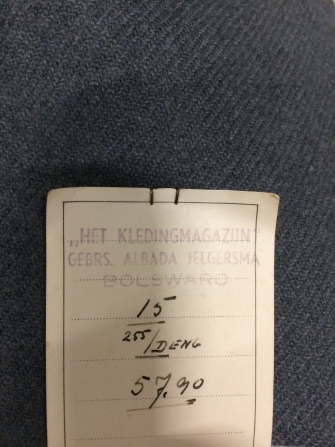 „HET KLEDINGMAGAZIJN"
GEBRS. ALBADA JELGERSMA
BOLSWARD
15
255/DENG
57,90